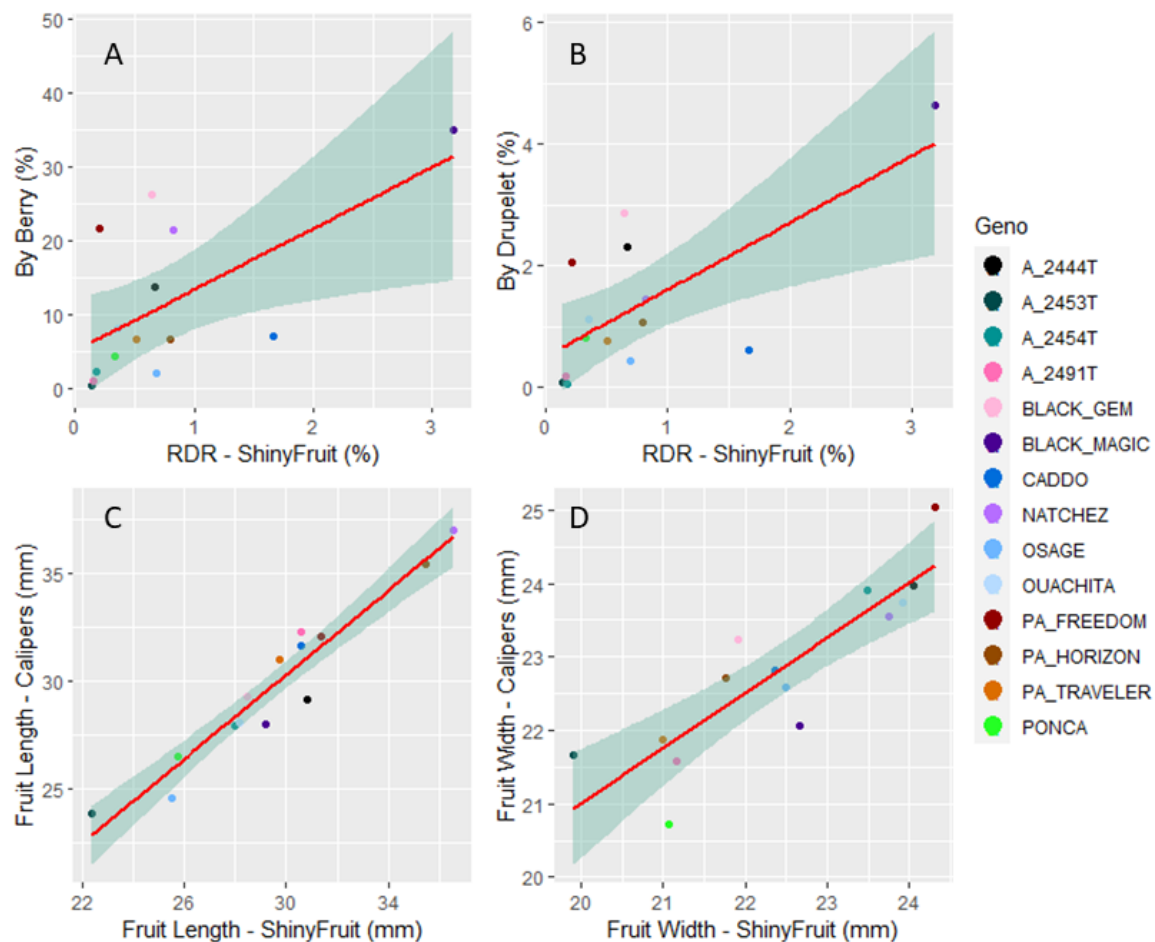 A
By Berry (%)
50
40
30
20
10
0
0 1 2 3
RDR - ShinyFruit (%)
B
By Drupelet (%)
6
4
2
0
0 1 2 3
RDR - ShinyFruit (%)
C
Fruit Length - Calipers (mm)
35
30
25
22 26 30 34
Fruit Length - ShinyFruit (mm)
D
Fruit Width - Calipers (mm)
25
24
23
22
21
20
20 21 22 23 24
Fruit Width - ShinyFruit (mm)
Geno
A_2444T
A_2453T
A_2454T
A_2491T
BLACK_GEM
BLACK_MAGIC
CADDO
NATCHEZ
OSAGE
OUACHITA
PA_FREEDOM
PA_HORIZON
PA_TRAVELER
PONCA